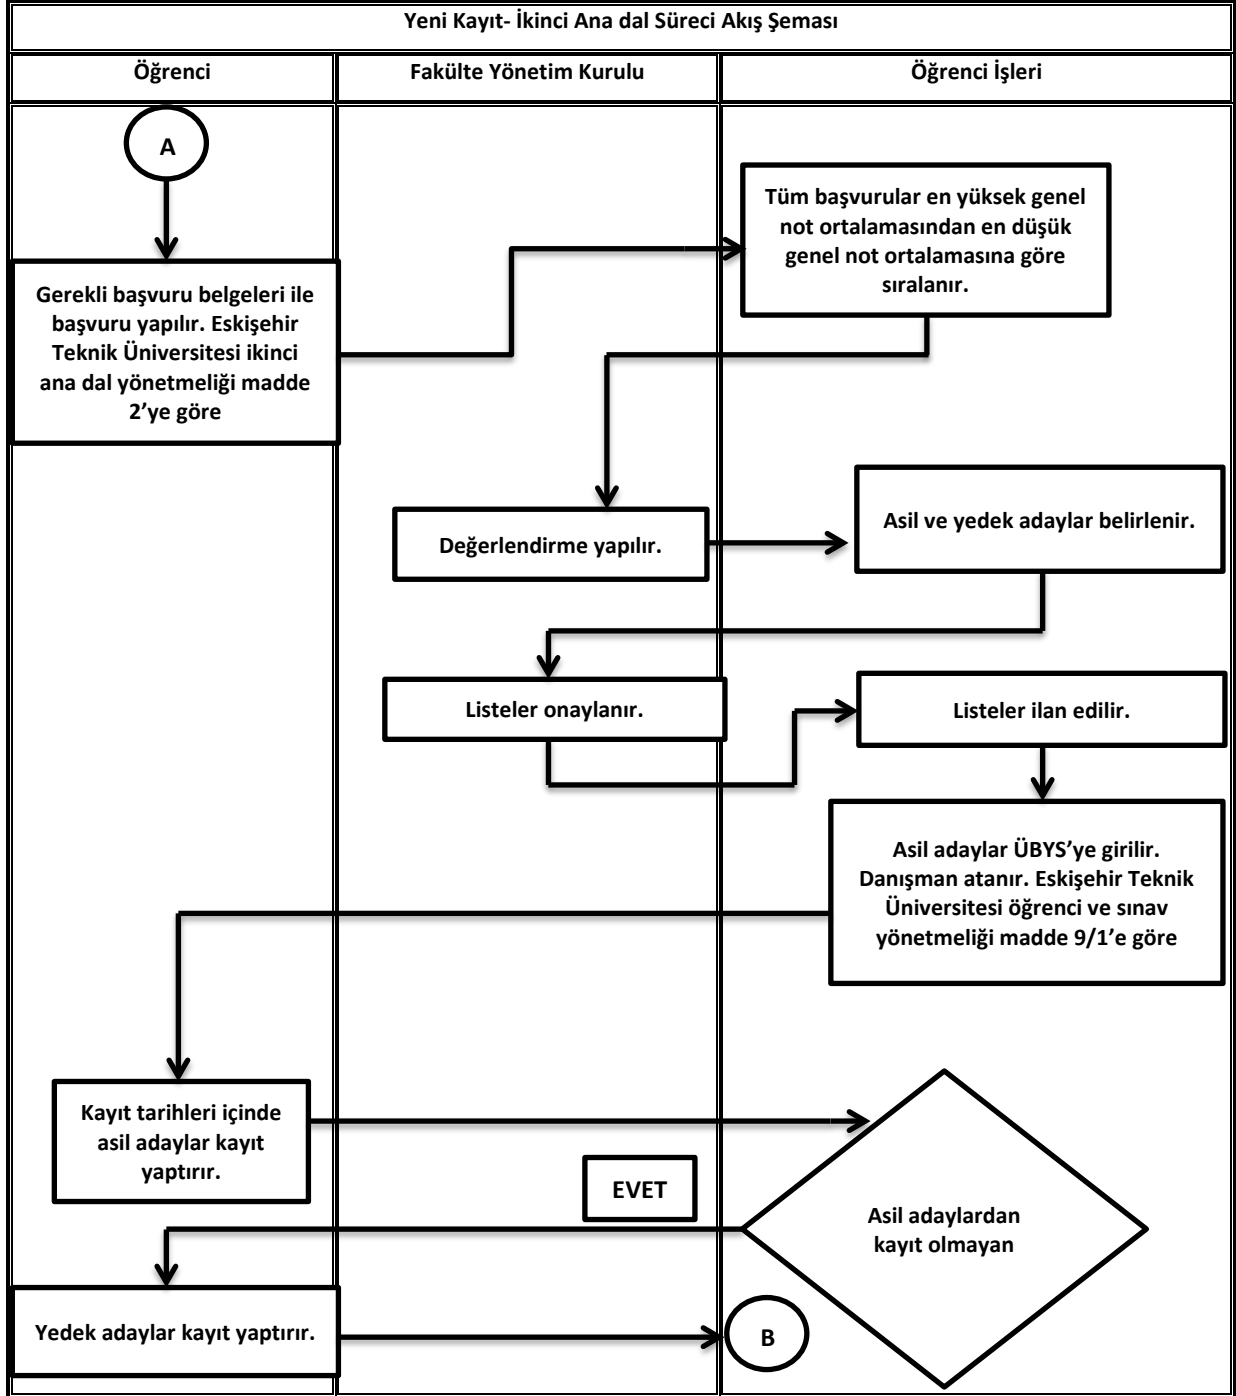 Yeni Kayıt- İkinci Ana dal Süreci Akış Şeması
Öğrenci
Fakülte Yönetim Kurulu
Öğrenci İşleri
A
Tüm başvurular en yüksek genel
not ortalamasından en düşük
genel not ortalamasına göre
sıralanır.
Gerekli başvuru belgeleri ile
başvuru yapılır. Eskişehir
Teknik Üniversitesi ikinci
ana dal yönetmeliği madde
2’ye göre
Değerlendirme yapılır.
Asil ve yedek adaylar belirlenir.
Listeler onaylanır.
Listeler ilan edilir.
Asil adaylar ÜBYS’ye girilir.
Danışman atanır. Eskişehir Teknik
Üniversitesi öğrenci ve sınav
yönetmeliği madde 9/1’e göre
Kayıt tarihleri içinde
asil adaylar kayıt
yaptırır.
EVET
Asil adaylardan
kayıt olmayan
Yedek adaylar kayıt yaptırır.
B